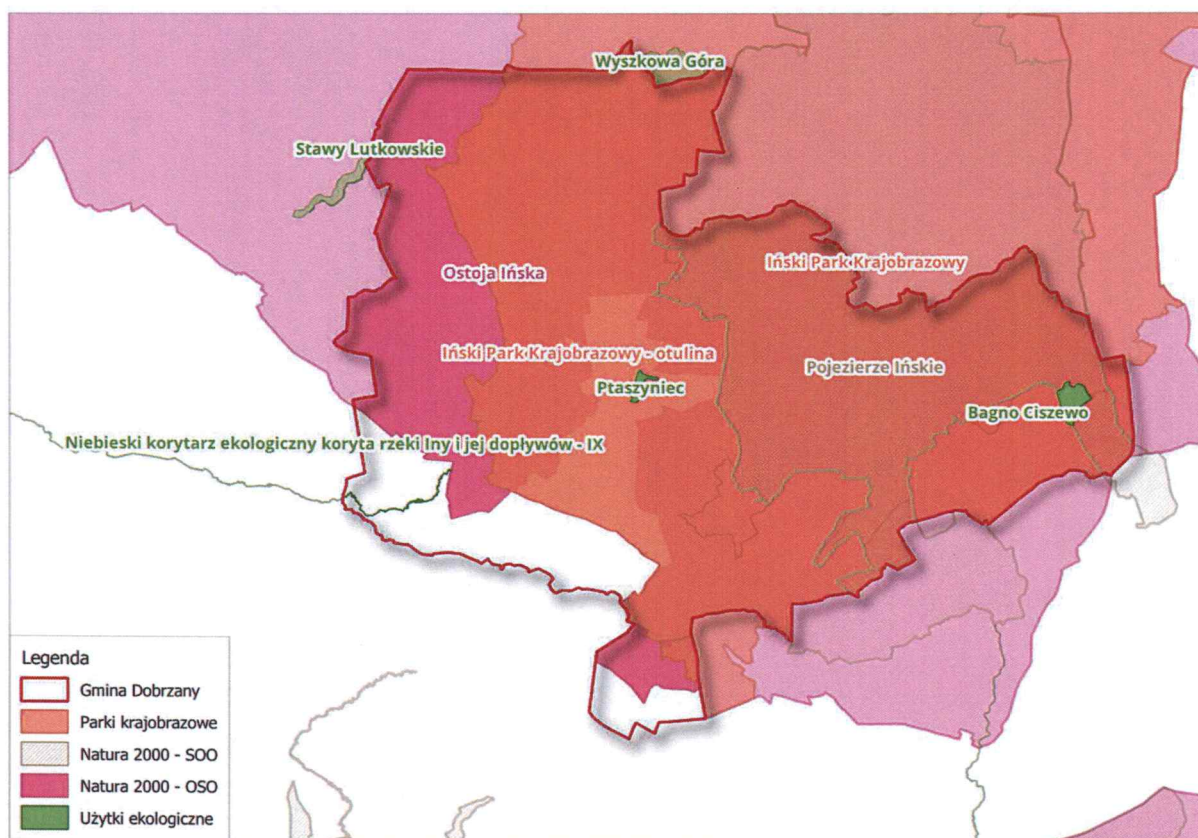 Wyszkowa Góra
Stawy Lutkowskie
Iński Park Krajobrazowy
Ostoja Ińska
Iński Park Krajobrazowy - otulina
Pojezierze Ińskie
Ptaszyniec
Bagno Ciszewo
Niebieski korytarz ekologiczny koryta rzeki Iny i jej dopływów - IX
Legenda
Gmina Dobrzany
Parki krajobrazowe
Natura 2000 - SOO
Natura 2000 - OSO
Użytki ekologiczne